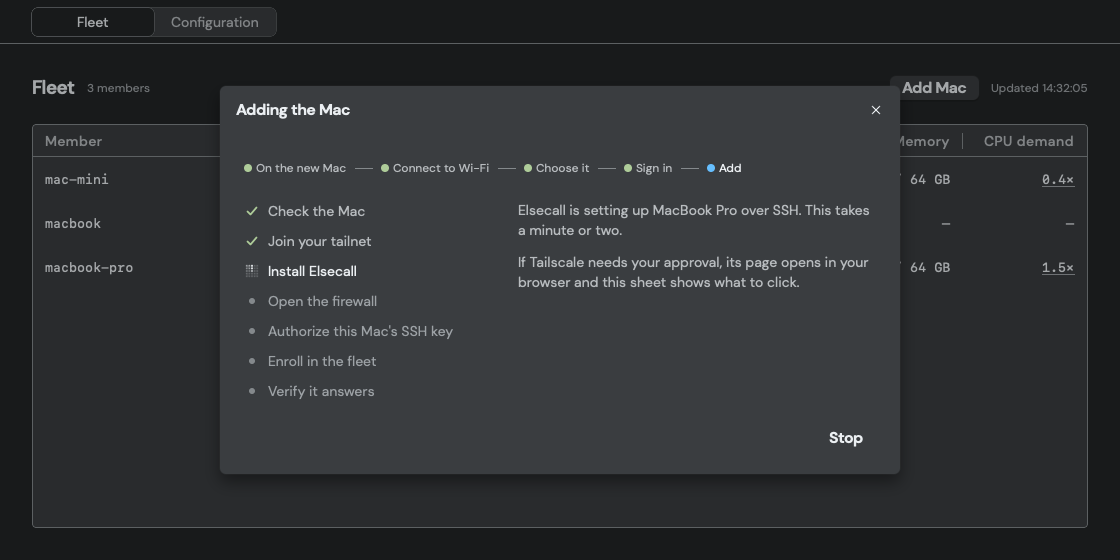 Fleet Configuration
Fleet 3 members Add Mac Updated 14:32:05
Adding the Mac
Member Memory CPU demand
On the new Mac Connect to Wi-Fi Choose it Sign in Add
mac-mini 64 GB 0.4×
macbook — —
macbook-pro 64 GB 1.5×
Check the Mac
Join your tailnet
Install Elsecall
Open the firewall
Authorize this Mac's SSH key
Enroll in the fleet
Verify it answers
Elsecall is setting up MacBook Pro over SSH. This takes
a minute or two.
If Tailscale needs your approval, its page opens in your
browser and this sheet shows what to click.
Stop